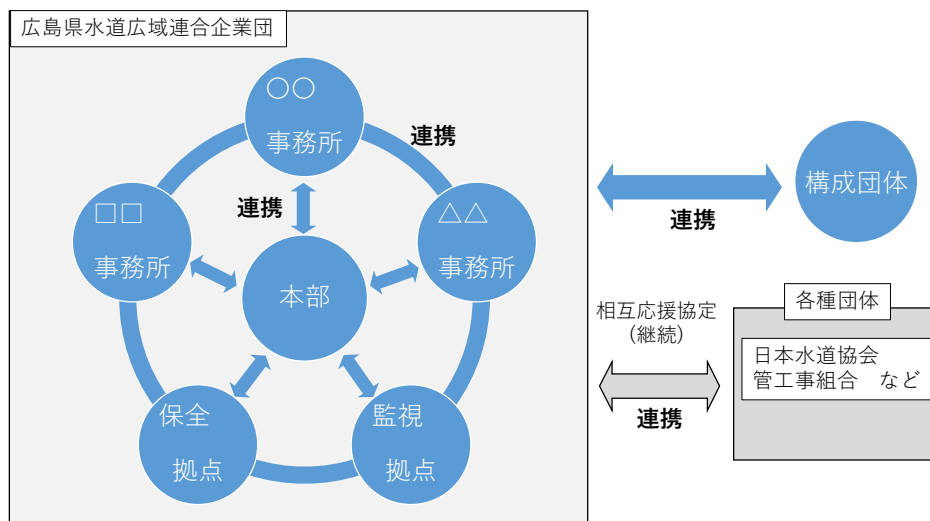 広島県水道広域連合企業団
○○
事務所
連携
連携
□□
事務所
△△
事務所
本部
保全
拠点
監視
拠点
構成団体
連携
相互応援協定
(継続)
連携
各種団体
日本水道協会
管工事組合　など